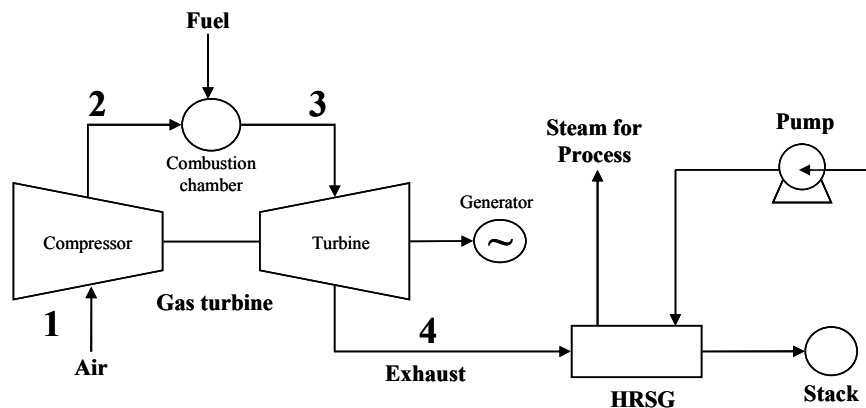 Fuel
2
3
Combustion
chamber
Steam for
Process
Pump
Compressor
Turbine
Generator
~
Gas turbine
1
Air
4
Exhaust
HRSG
Stack